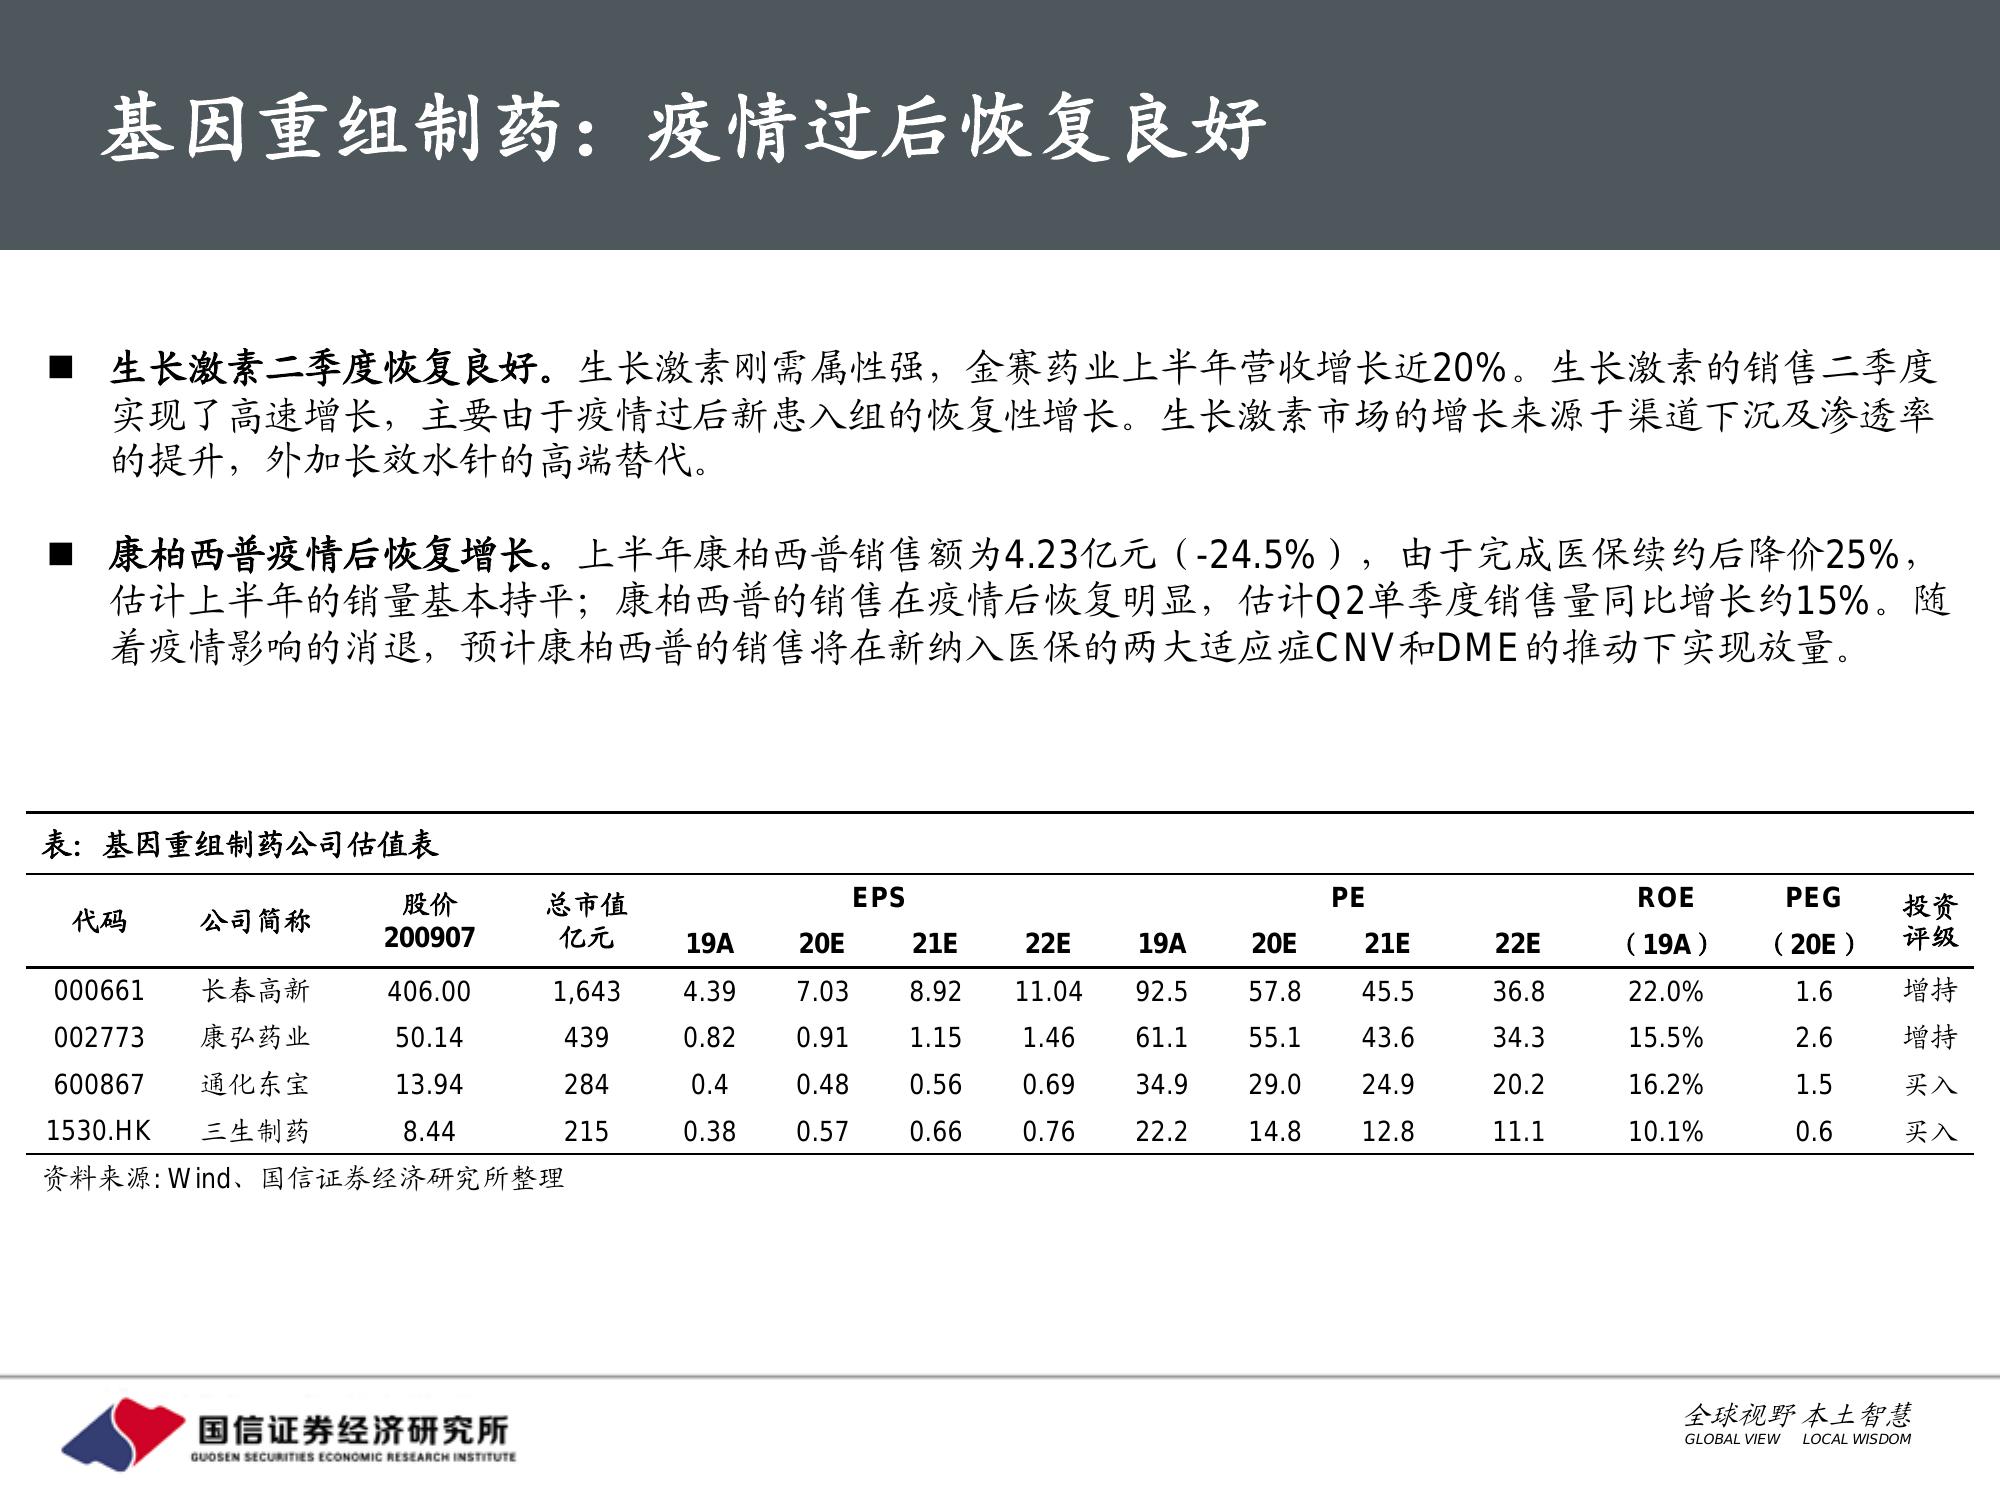 基因重组制药：疫情过后恢复良好
■ 生长激素二季度恢复良好。生长激素刚需属性强，金赛药业上半年营收增长近20%。生长激素的销售二季度
实现了高速增长，主要由于疫情过后新患入组的恢复性增长。生长激素市场的增长来源于渠道下沉及渗透率
的提升，外加长效水针的高端替代。
■ 康柏西普疫情后恢复增长。上半年康柏西普销售额为4.23亿元（-24.5%），由于完成医保续约后降价25%，
估计上半年的销量基本持平；康柏西普的销售在疫情后恢复明显，估计Q2单季度销售量同比增长约15%。随
着疫情影响的消退，预计康柏西普的销售将在新纳入医保的两大适应症CNV和DME的推动下实现放量。
表：基因重组制药公司估值表
代码 公司简称 股价 200907 总市值 亿元 EPS PE ROE PEG 投资 评级
19A 20E 21E 22E 19A 20E 21E 22E （19A） （20E）
000661 长春高新 406.00 1,643 4.39 7.03 8.92 11.04 92.5 57.8 45.5 36.8 22.0% 1.6 增持
002773 康弘药业 50.14 439 0.82 0.91 1.15 1.46 61.1 55.1 43.6 34.3 15.5% 2.6 增持
600867 通化东宝 13.94 284 0.4 0.48 0.56 0.69 34.9 29.0 24.9 20.2 16.2% 1.5 买入
1530.HK 三生制药 8.44 215 0.38 0.57 0.66 0.76 22.2 14.8 12.8 11.1 10.1% 0.6 买入
资料来源: Wind、国信证券经济研究所整理
国信证券经济研究所
GUOSEN SECURITIES ECONOMIC RESEARCH INSTITUTE
全球视野 本土智慧
GLOBAL VIEW LOCAL WISDOM